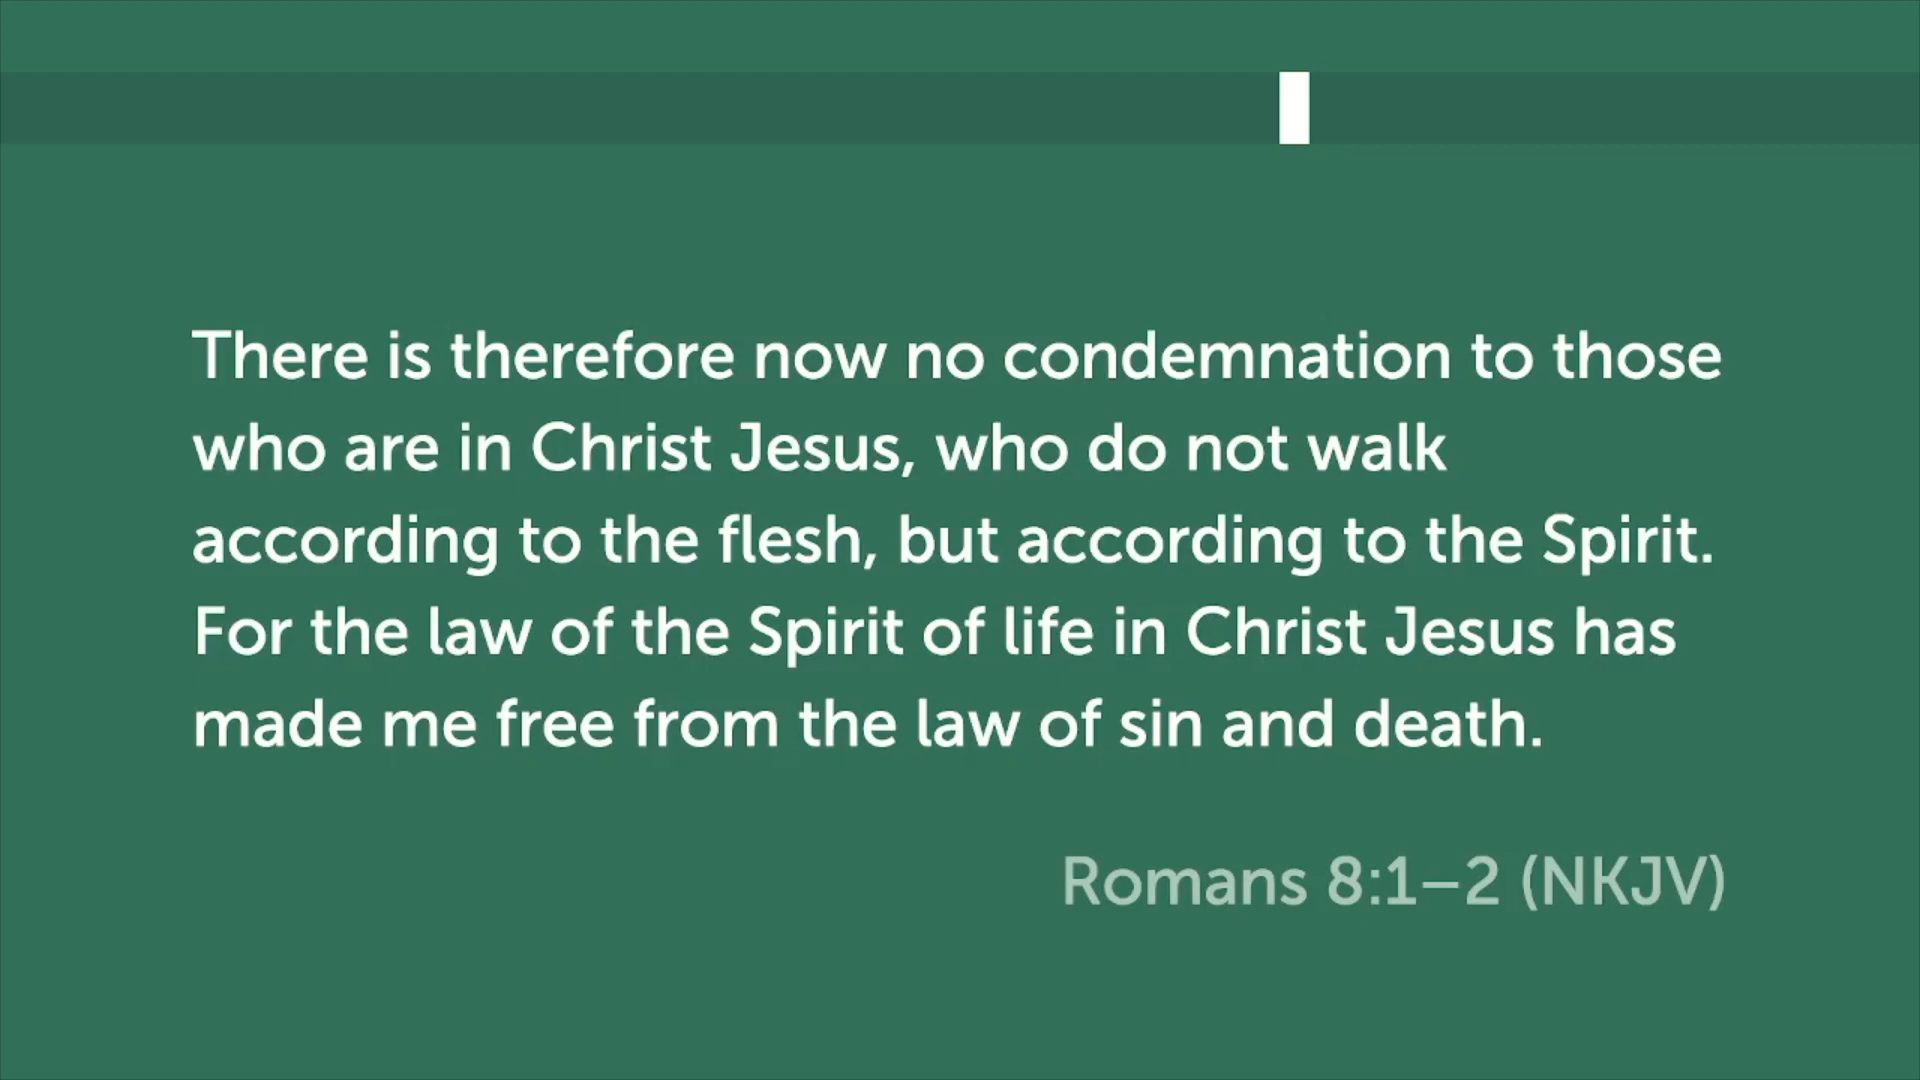 There is therefore now no condemnation to those
who are in Christ Jesus, who do not walk
according to the flesh, but according to the Spirit.
For the law of the Spirit of life in Christ Jesus has
made me free from the law of sin and death.
Romans 8:1–2 (NKJV)